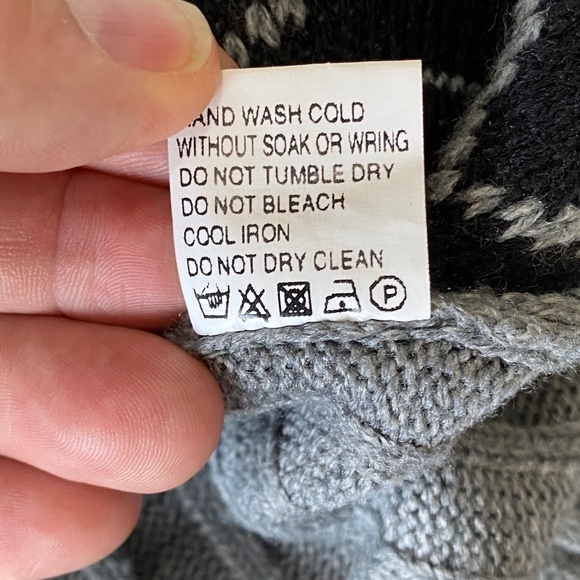 HAND WASH COLD
WITHOUT SOAK OR WRING
DO NOT TUMBLE DRY
DO NOT BLEACH
COOL IRON
DO NOT DRY CLEAN
P